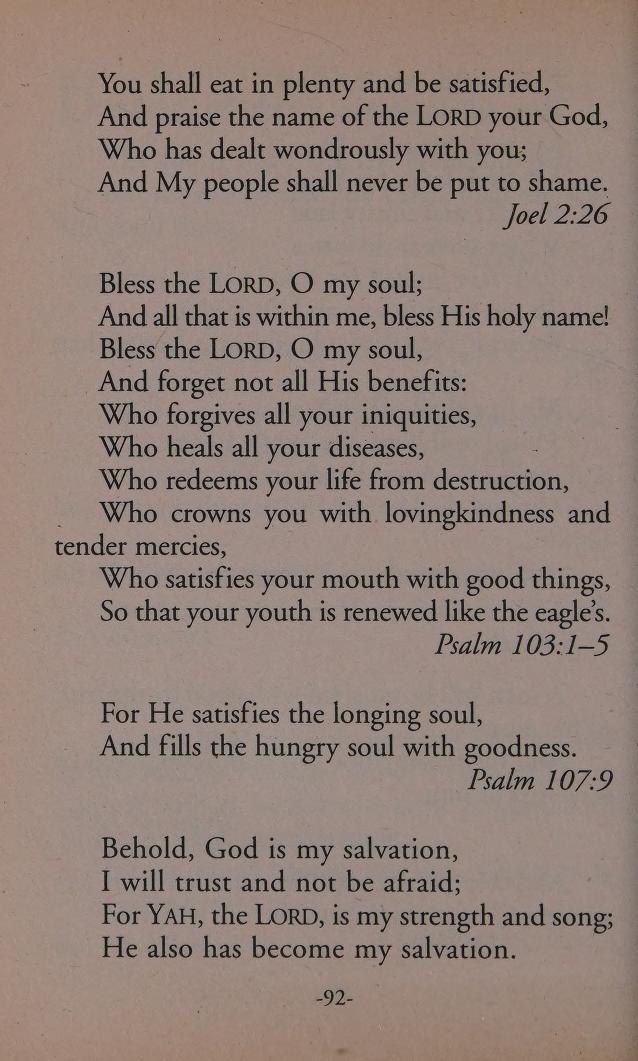 You shall eat in plenty and be satisfied,
And praise the name of the LORD your God,
Who has dealt wondrously with you;
And My people shall never be put to shame.
Joel 2:26
Bless the LORD, O my soul;
And all that is within me, bless His holy name!
Bless the LORD, O my soul,
And forget not all His benefits:
Who forgives all your iniquities,
Who heals all your diseases,
Who redeems your life from destruction,
Who crowns you with lovingkindness and
tender mercies,
Who satisfies your mouth with good things,
So that your youth is renewed like the eagle's.
Psalm 103:1–5
For He satisfies the longing soul,
And fills the hungry soul with goodness.
Psalm 107:9
Behold, God is my salvation,
I will trust and not be afraid;
For YAH, the LORD, is my strength and song;
He also has become my salvation.
-92-